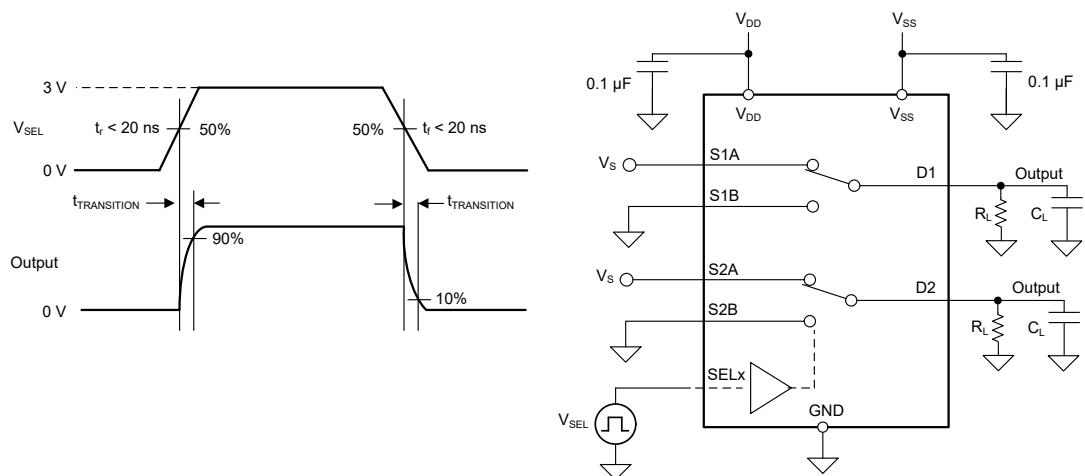 3 V
V_SEL
t_r < 20 ns
50%
50%
t_f < 20 ns
0 V
t_TRANSITION
t_TRANSITION
90%
Output
10%
0 V
V_DD
V_SS
0.1 µF
0.1 µF
V_DD
V_SS
V_S
S1A
D1
Output
S1B
R_L
C_L
V_S
S2A
D2
Output
S2B
R_L
C_L
SELx
V_SEL
GND